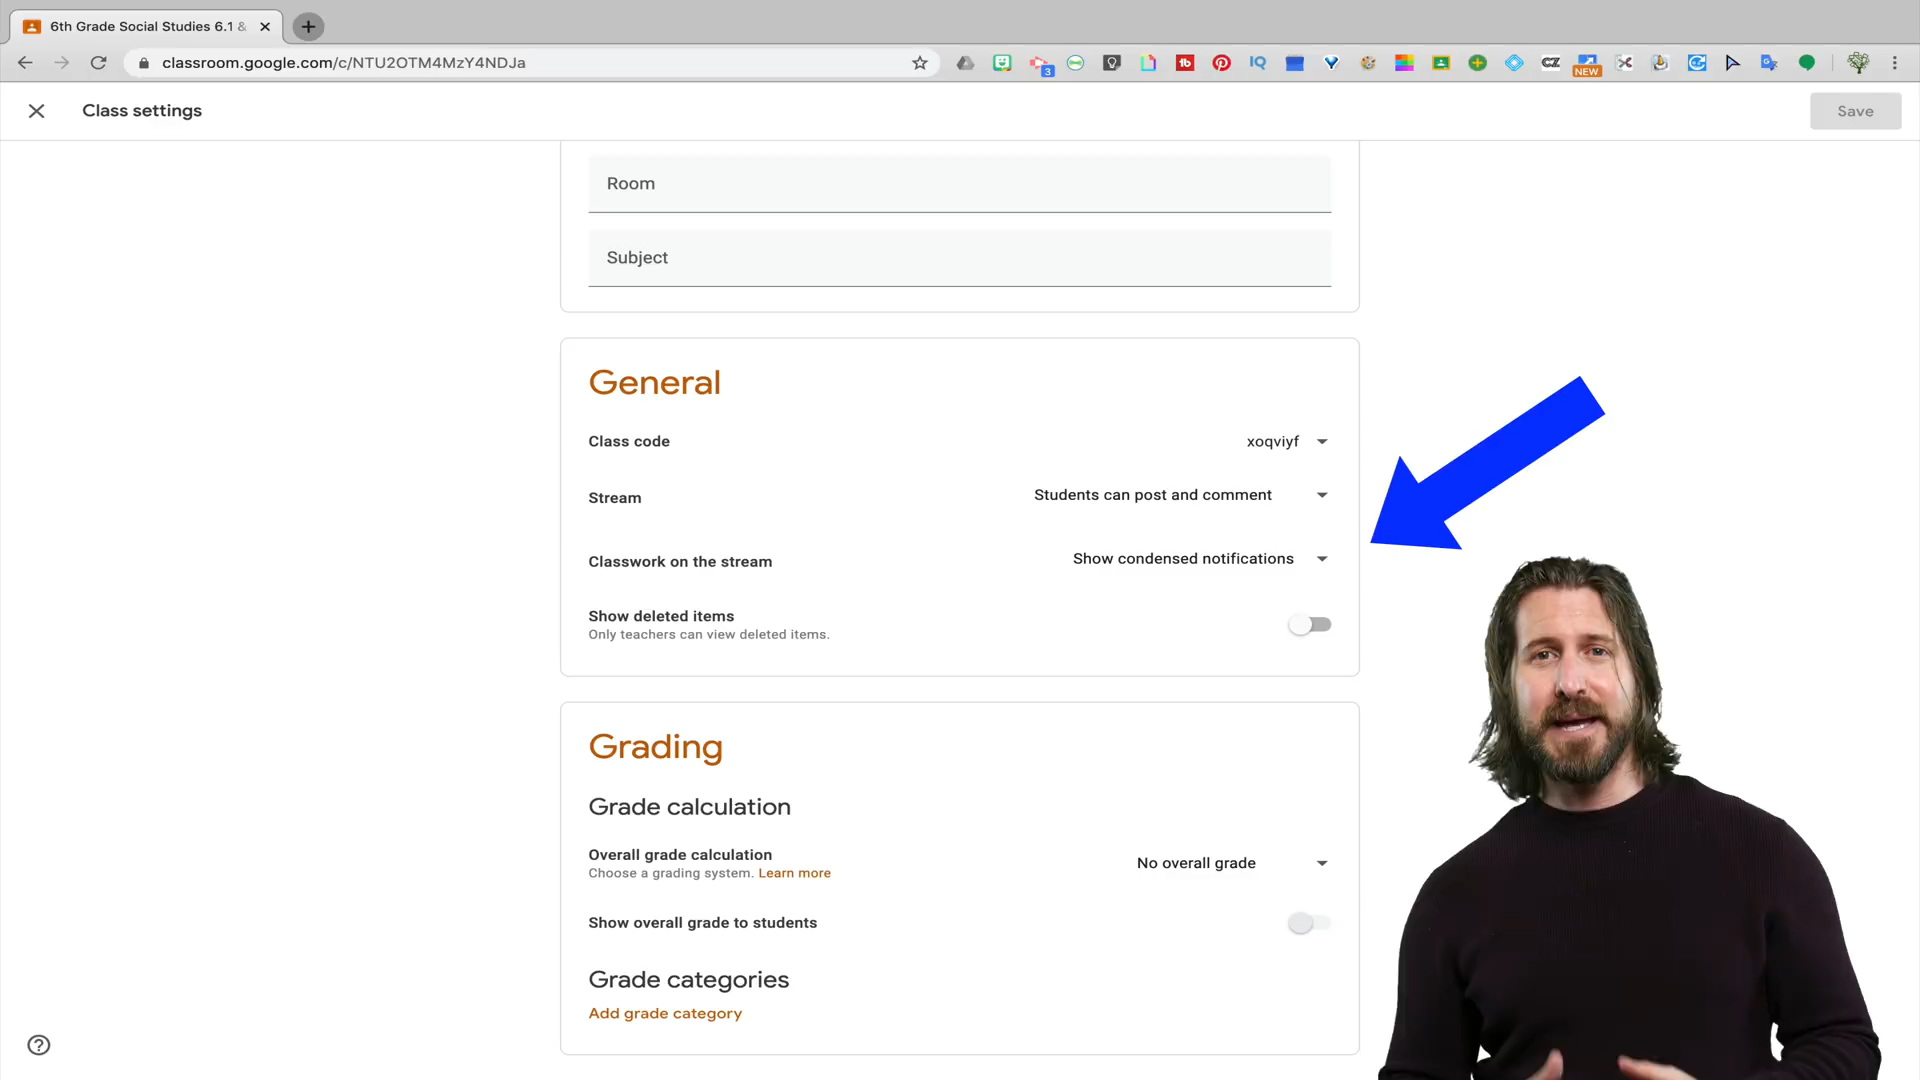 6th Grade Social Studies 6.1 &
classroom.google.com/c/NTU2OTM4MzY4NDJa
3
IQ
CZ
NEW
Class settings
Save
Room
Subject
General
Class code
xoqviyf
Stream
Students can post and comment
Classwork on the stream
Show condensed notifications
Show deleted items
Only teachers can view deleted items.
Grading
Grade calculation
Overall grade calculation
Choose a grading system. Learn more
No overall grade
Show overall grade to students
Grade categories
Add grade category